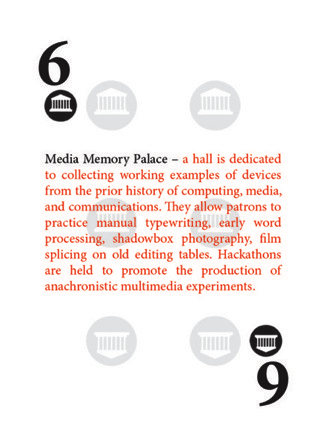 6
Media Memory Palace – a hall is dedicated
to collecting working examples of devices
from the prior history of computing, media,
and communications. They allow patrons to
practice manual typewriting, early word
processing, shadowbox photography, film
splicing on old editing tables. Hackathons
are held to promote the production of
anachronistic multimedia experiments.
6